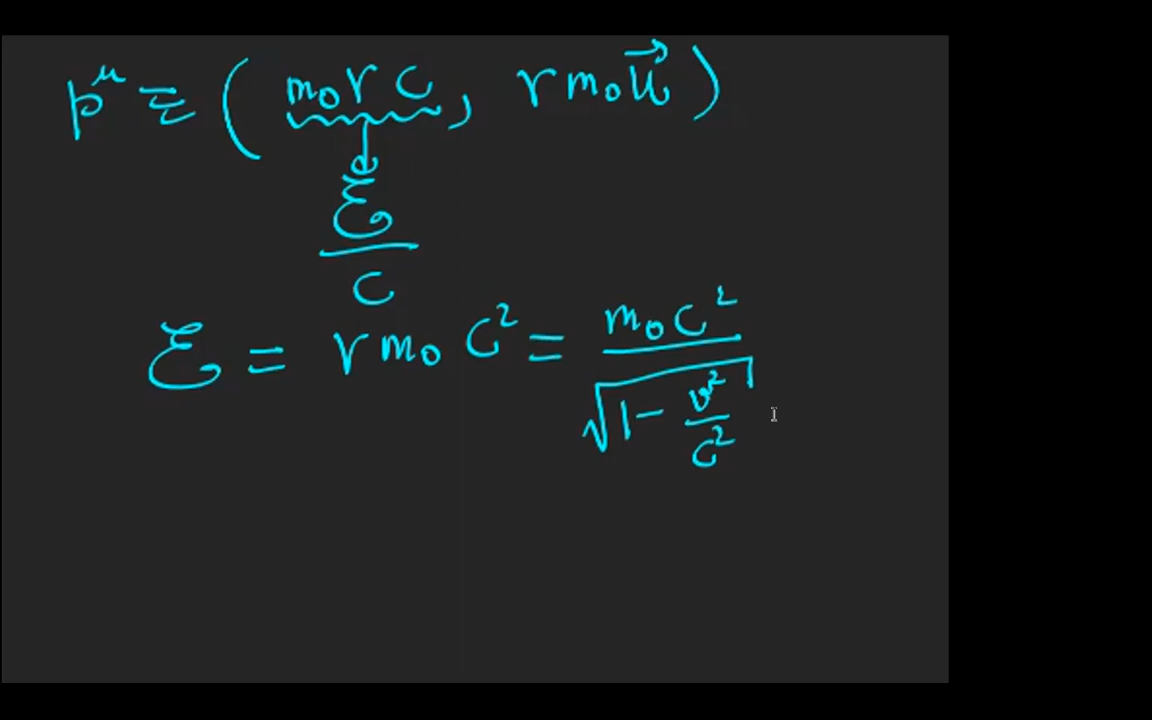 p^μ ≡ ( m₀γc, γm₀u⃗ )
ℰ/c
ℰ = γm₀c² = m₀c² / √(1 − v²/c²)